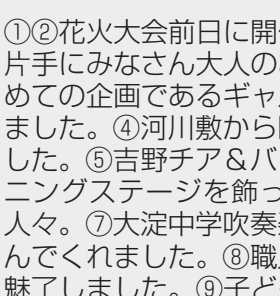 ①②花火大会前日に開
片手にみなさん大人の
めての企画であるギャ
ました。④河川敷から
した。⑤吉野チア＆バ
ニングステージを飾っ
人々。⑦大淀中学吹奏
んでくれました。⑧職
魅了しました。⑨子ど